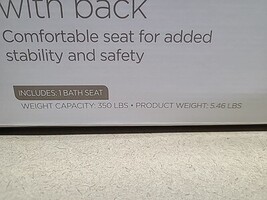 with back
Comfortable seat for added
stability and safety
INCLUDES: 1 BATH SEAT
WEIGHT CAPACITY: 350 LBS • PRODUCT WEIGHT: 5.46 LBS